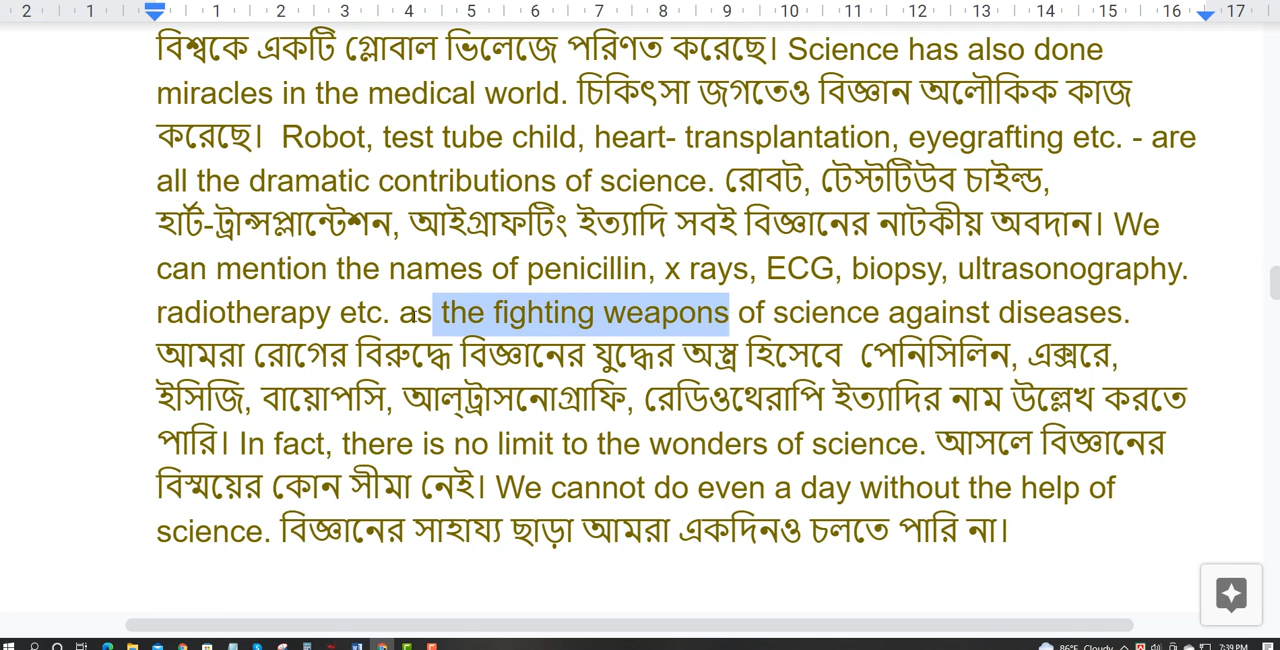 2 1 1 2 3 4 5 6 7 8 9 10 11 12 13 14 15 16 17
বিশ্বকে একটি গ্লোবাল ভিলেজে পরিণত করেছে। Science has also done
miracles in the medical world. চিকিৎসা জগতেও বিজ্ঞান অলৌকিক কাজ
করেছে। Robot, test tube child, heart- transplantation, eyegrafting etc. - are
all the dramatic contributions of science. রোবট, টেস্টটিউব চাইল্ড,
হার্ট-ট্রান্সপ্লান্টেশন, আইগ্রাফটিং ইত্যাদি সবই বিজ্ঞানের নাটকীয় অবদান। We
can mention the names of penicillin, x rays, ECG, biopsy, ultrasonography.
radiotherapy etc. as the fighting weapons of science against diseases.
আমরা রোগের বিরুদ্ধে বিজ্ঞানের যুদ্ধের অস্ত্র হিসেবে পেনিসিলিন, এক্সরে,
ইসিজি, বায়োপসি, আল্ট্রাসনোগ্রাফি, রেডিওথেরাপি ইত্যাদির নাম উল্লেখ করতে
পারি। In fact, there is no limit to the wonders of science. আসলে বিজ্ঞানের
বিস্ময়ের কোন সীমা নেই। We cannot do even a day without the help of
science. বিজ্ঞানের সাহায্য ছাড়া আমরা একদিনও চলতে পারি না।
86°F Cloudy 7:39 PM